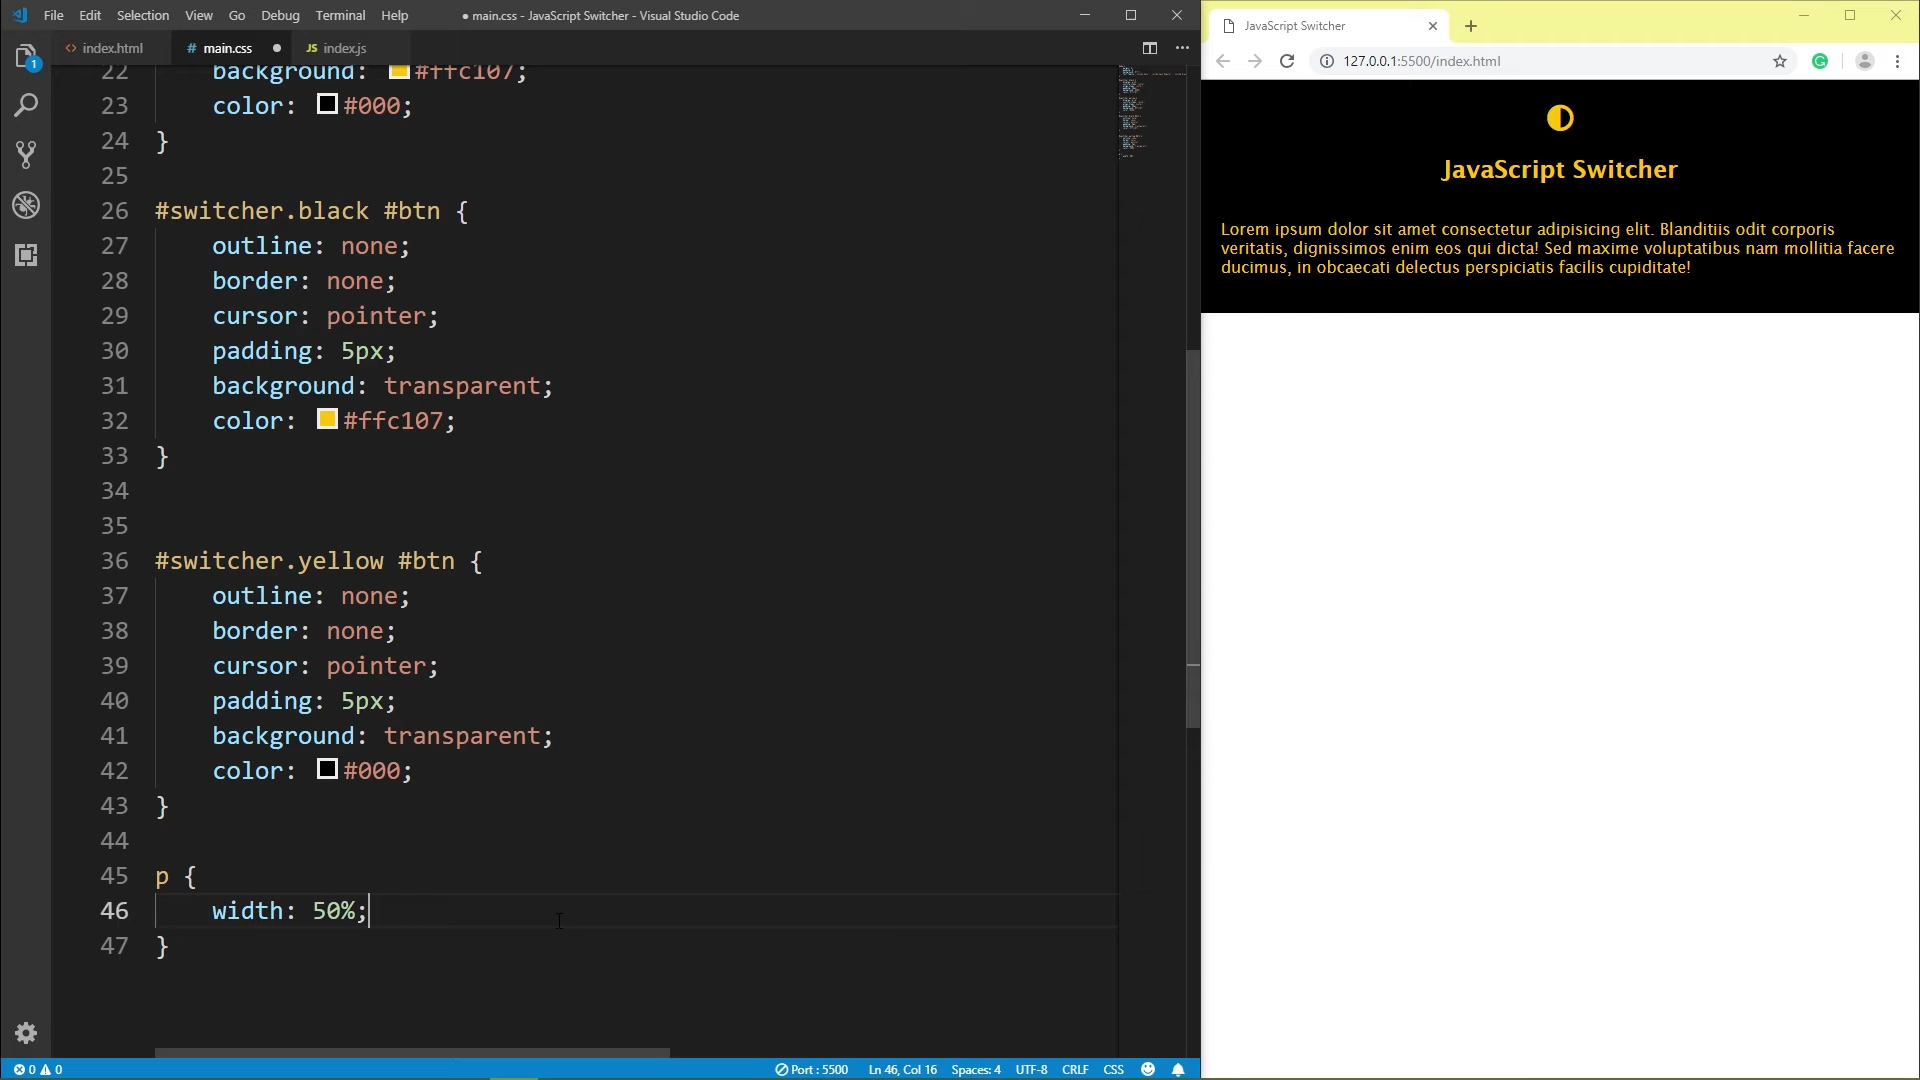 File Edit Selection View Go Debug Terminal Help
● main.css - JavaScript Switcher - Visual Studio Code
<> index.html
# main.css ●
JS index.js
1
22 background: #ffc107;
23 color: #000;
24 }
25
26 #switcher.black #btn {
27 outline: none;
28 border: none;
29 cursor: pointer;
30 padding: 5px;
31 background: transparent;
32 color: #ffc107;
33 }
34
35
36 #switcher.yellow #btn {
37 outline: none;
38 border: none;
39 cursor: pointer;
40 padding: 5px;
41 background: transparent;
42 color: #000;
43 }
44
45 p {
46 width: 50%;
47 }
0 0
Port : 5500 Ln 46, Col 16 Spaces: 4 UTF-8 CRLF CSS
JavaScript Switcher
127.0.0.1:5500/index.html
JavaScript Switcher
Lorem ipsum dolor sit amet consectetur adipisicing elit. Blanditiis odit corporis
veritatis, dignissimos enim eos qui dicta! Sed maxime voluptatibus nam mollitia facere
ducimus, in obcaecati delectus perspiciatis facilis cupiditate!